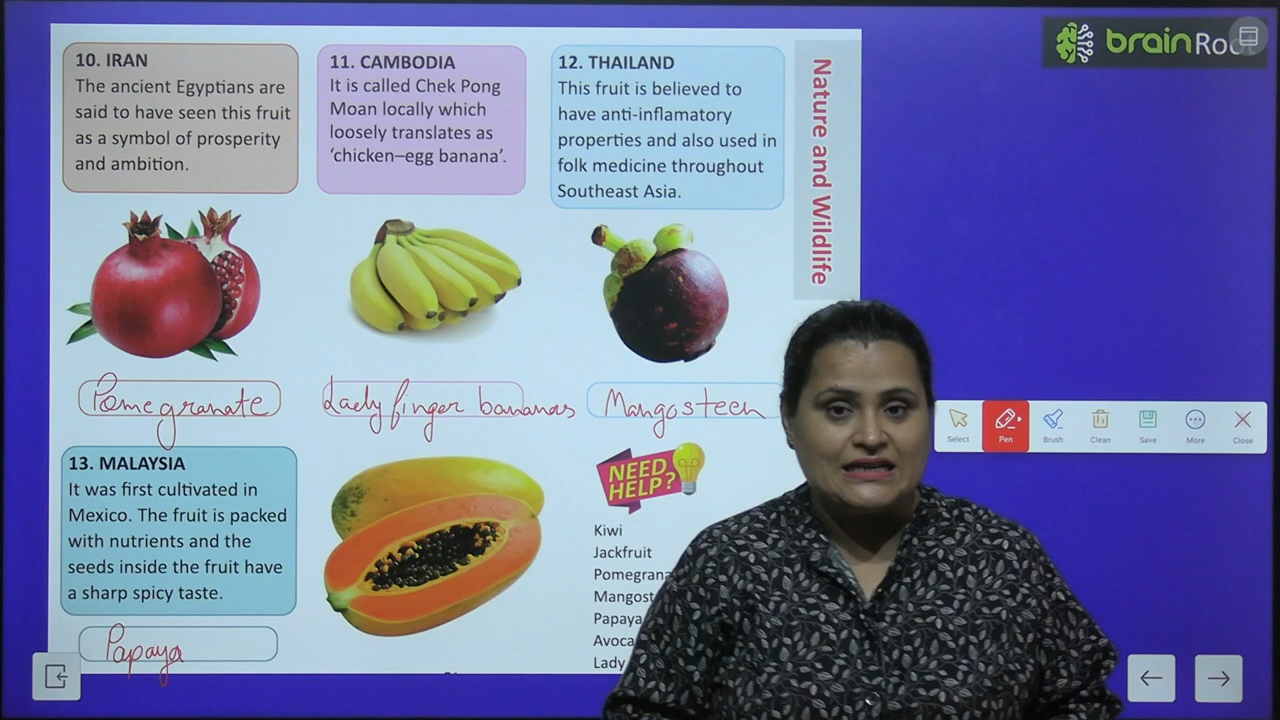 10. IRAN
The ancient Egyptians are
said to have seen this fruit
as a symbol of prosperity
and ambition.
11. CAMBODIA
It is called Chek Pong
Moan locally which
loosely translates as
‘chicken–egg banana’.
12. THAILAND
This fruit is believed to
have anti-inflamatory
properties and also used in
folk medicine throughout
Southeast Asia.
Nature and Wildlife
brain
Pomegranate
Lady finger bananas
Mangosteen
13. MALAYSIA
It was first cultivated in
Mexico. The fruit is packed
with nutrients and the
seeds inside the fruit have
a sharp spicy taste.
Papaya
NEED
HELP?
Kiwi
Jackfruit
Papaya
Lady
Select
Pen
Brush
Clean
Save
More
Close